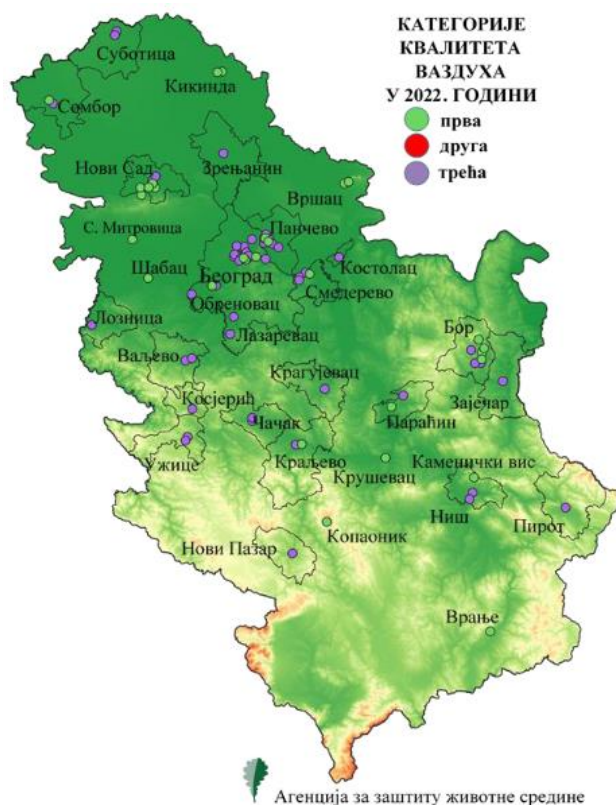 КАТЕГОРИЈЕ
КВАЛИТЕТА
ВАЗДУХА
У 2022. ГОДИНИ
прва
друга
трећа
Суботица
Кикинда
Сомбор
Нови Сад
Зрењанин
Вршац
С. Митровица
Панчево
Шабац
Београд
Костолац
Смедерево
Обреновац
Лозница
Лазаревац
Бор
Ваљево
Крагујевац
Косјерић
Зајечар
Чачак
Параћин
Ужице
Краљево
Крушевац
Каменички вис
Ниш
Пирот
Копаоник
Нови Пазар
Врање
Агенција за заштиту животне средине